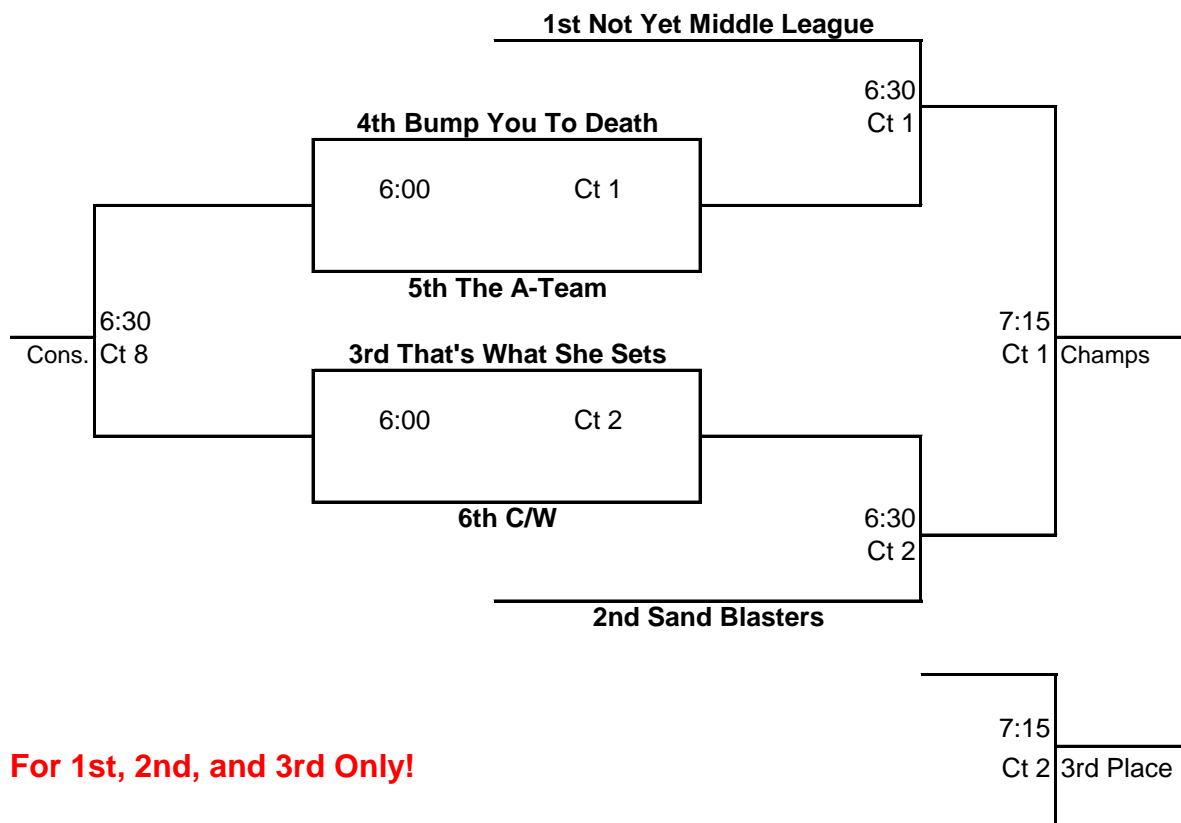 1st Not Yet Middle League
6:30
Ct 1
4th Bump You To Death
6:00 Ct 1
5th The A-Team
6:30
Cons. Ct 8
7:15
Ct 1 Champs
3rd That's What She Sets
6:00 Ct 2
6th C/W
6:30
Ct 2
2nd Sand Blasters
7:15
For 1st, 2nd, and 3rd Only!
Ct 2 3rd Place